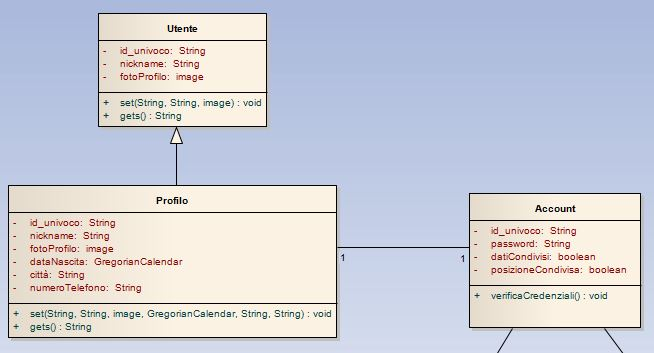 Utente
- id_univoco: String
- nickname: String
- fotoProfilo: image
+ set(String, String, image) : void
+ gets() : String
Profilo
- id_univoco: String
- nickname: String
- fotoProfilo: image
- dataNascita: GregorianCalendar
- città: String
- numeroTelefono: String
+ set(String, String, image, GregorianCalendar, String, String) : void
+ gets() : String
1
1
Account
- id_univoco: String
- password: String
- datiCondivisi: boolean
- posizioneCondivisa: boolean
+ verificaCredenziali() : void